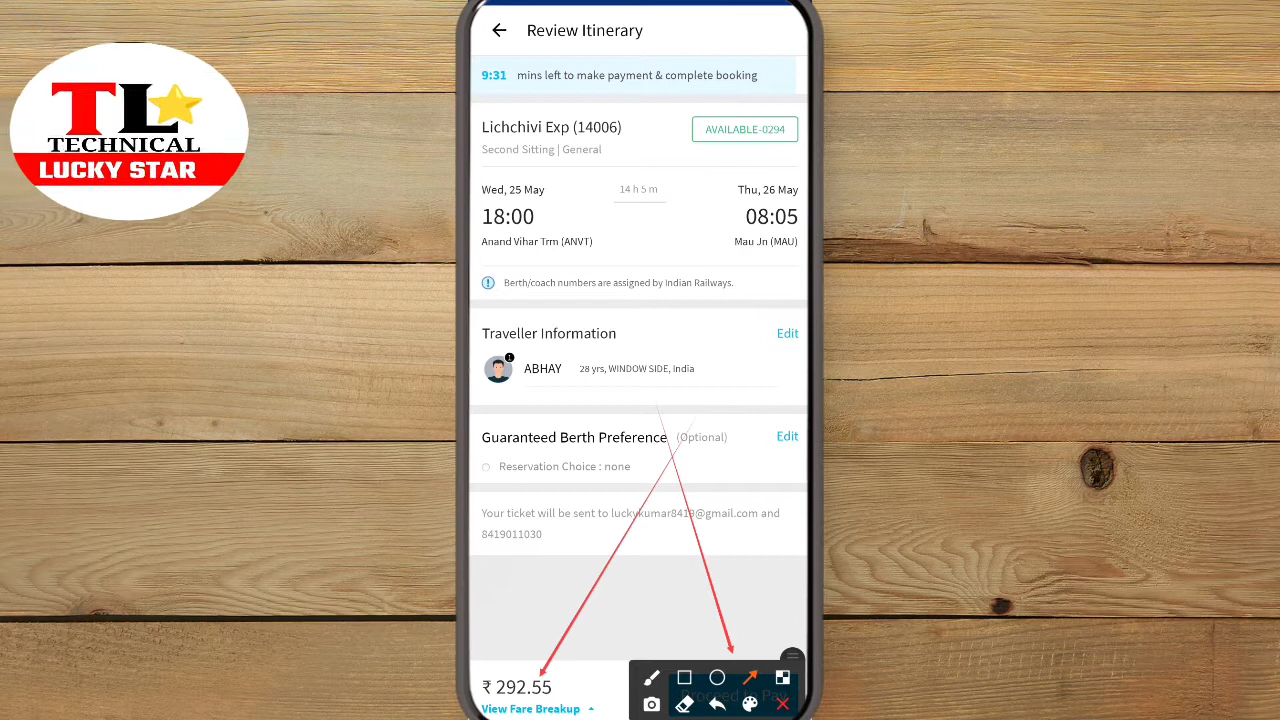 TL
TECHNICAL
LUCKY STAR
Review Itinerary
9:31 mins left to make payment & complete booking
Lichchivi Exp (14006)
AVAILABLE-0294
Second Sitting | General
Wed, 25 May
14 h 5 m
Thu, 26 May
18:00
08:05
Anand Vihar Trm (ANVT)
Mau Jn (MAU)
Berth/coach numbers are assigned by Indian Railways.
Traveller Information
Edit
1
ABHAY
28 yrs, WINDOW SIDE, India
Guaranteed Berth Preference (Optional)
Edit
Reservation Choice : none
Your ticket will be sent to luckykumar8419@gmail.com and
8419011030
₹ 292.55
Proceed to Pay
View Fare Breakup